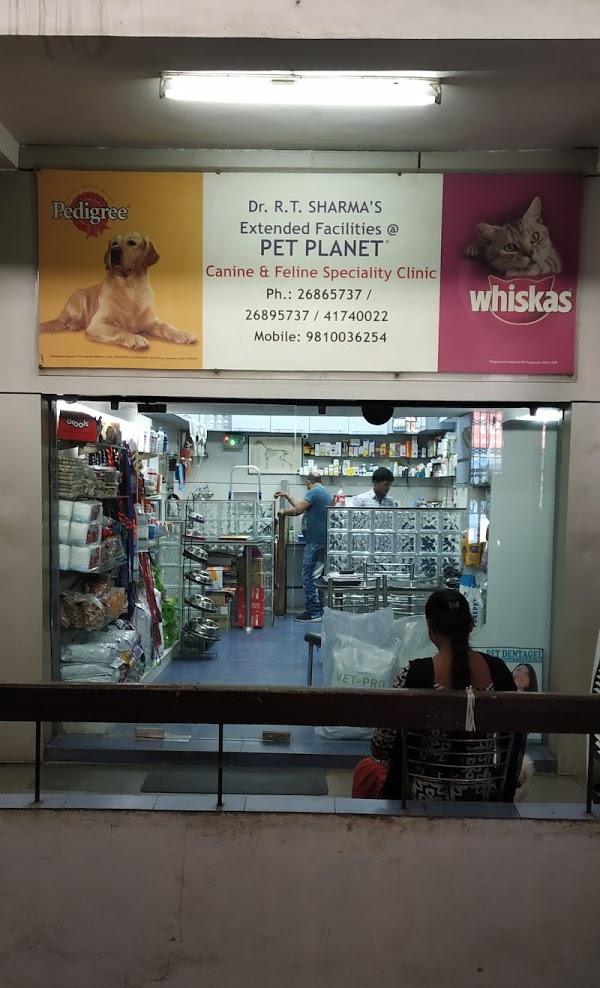 Pedigree
Dr. R.T. SHARMA'S
Extended Facilities @
PET PLANET
Canine & Feline Speciality Clinic
Ph.: 26865737 /
26895737 / 41740022
Mobile: 9810036254
whiskas
VET-PRO
PET DENTAGEL